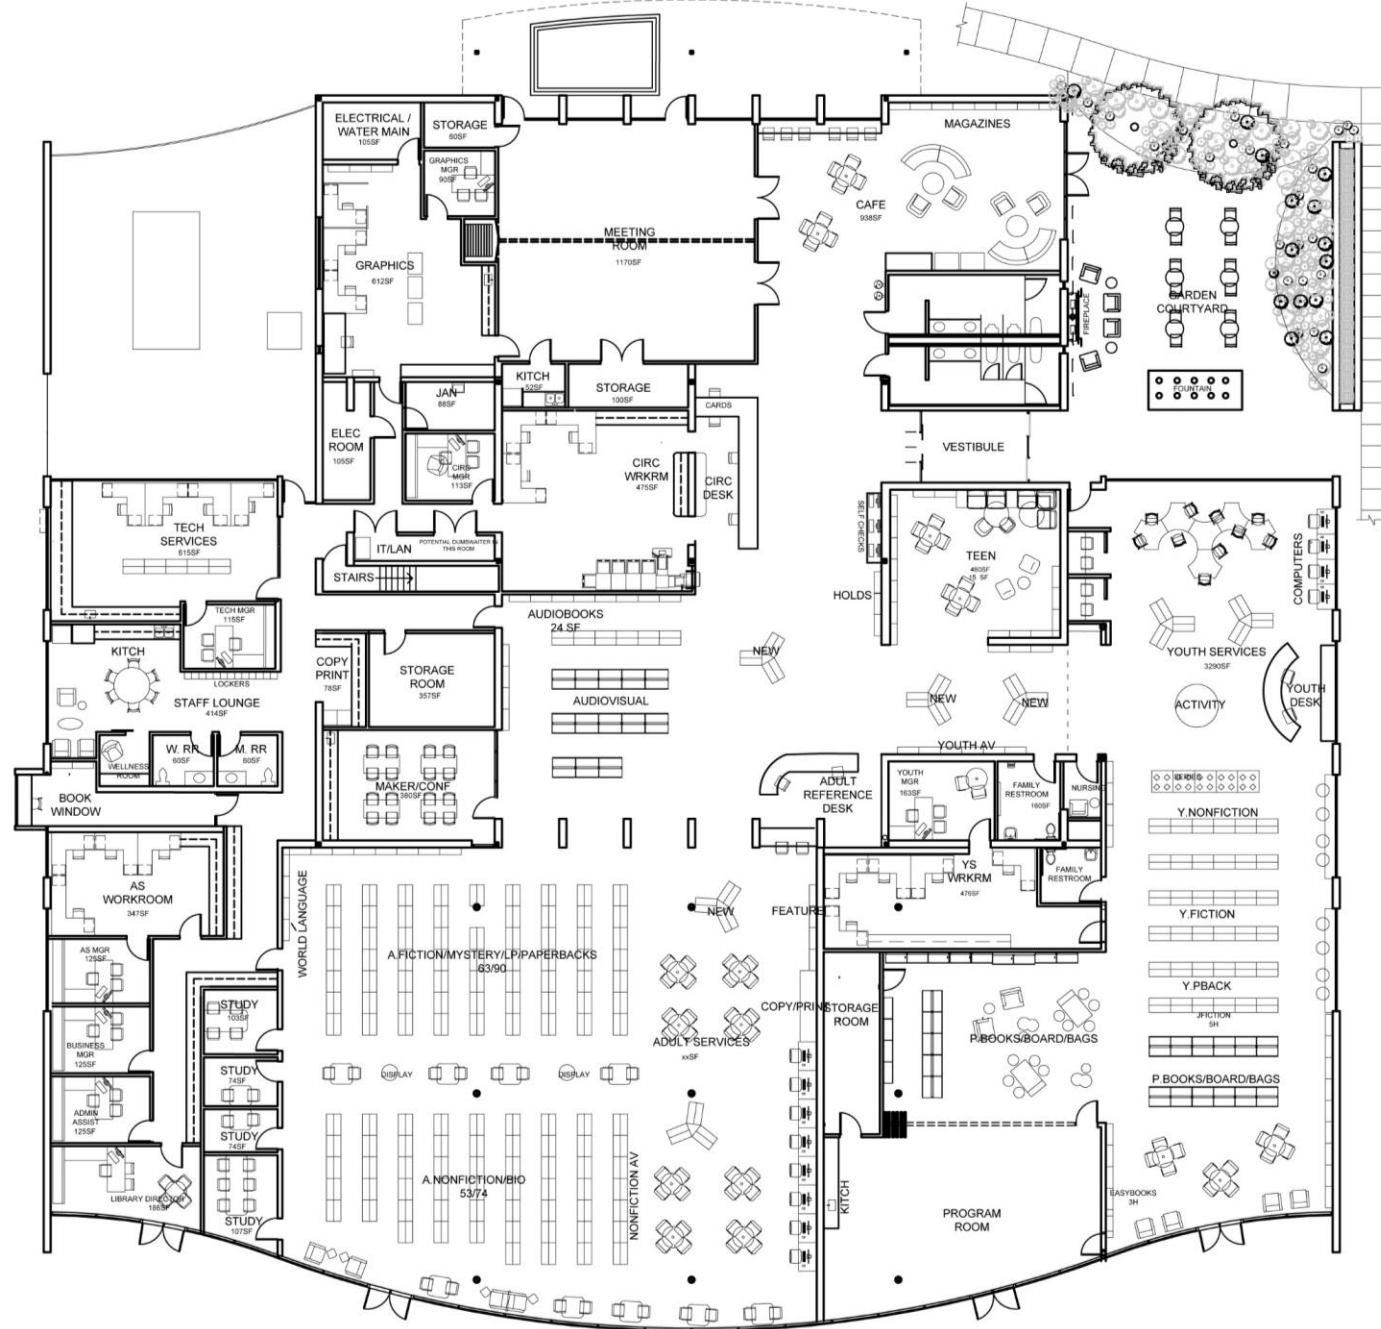 ELECTRICAL /
WATER MAIN
105SF
STORAGE
60SF
GRAPHICS
MGR
90SF
MAGAZINES
CAFE
938SF
MEETING
ROOM
1170SF
GRAPHICS
612SF
GARDEN
COURTYARD
FIREPLACE
FOUNTAIN
KITCH
52SF
STORAGE
100SF
JAN
88SF
CARDS
ELEC
ROOM
105SF
CIRC
MGR
113SF
CIRC
WRKRM
475SF
CIRC
DESK
VESTIBULE
SELF CHECKS
TECH
SERVICES
615SF
IT/LAN
POTENTIAL DUMBWAITER IN
THIS ROOM
STAIRS
TEEN
480SF
15 SF
COMPUTERS
HOLDS
TECH MGR
115SF
AUDIOBOOKS
24 SF
KITCH
COPY
PRINT
78SF
STORAGE
ROOM
357SF
NEW
YOUTH SERVICES
3290SF
LOCKERS
STAFF LOUNGE
414SF
AUDIOVISUAL
NEW
NEW
ACTIVITY
YOUTH
DESK
WELLNESS
ROOM
W. RR
60SF
M. RR
60SF
YOUTH AV
BOOK
WINDOW
MAKER/CONF
380SF
ADULT
REFERENCE
DESK
YOUTH
MGR
163SF
FAMILY
RESTROOM
160SF
NURSING
SERIES
Y.NONFICTION
AS
WORKROOM
347SF
WORLD LANGUAGE
YS
WRKRM
476SF
FAMILY
RESTROOM
NEW
FEATURE
Y.FICTION
AS MGR
125SF
A.FICTION/MYSTERY/LP/PAPERBACKS
63/90
Y.PBACK
STUDY
103SF
COPY/PRINT
STORAGE
ROOM
JFICTION
5H
BUSINESS
MGR
125SF
ADULT SERVICES
xxSF
P.BOOKS/BOARD/BAGS
STUDY
74SF
DISPLAY
DISPLAY
P.BOOKS/BOARD/BAGS
ADMIN
ASSIST
125SF
STUDY
74SF
A.NONFICTION/BIO
53/74
NONFICTION AV
KITCH
LIBRARY DIRECTOR
186SF
STUDY
107SF
PROGRAM
ROOM
EASYBOOKS
3H